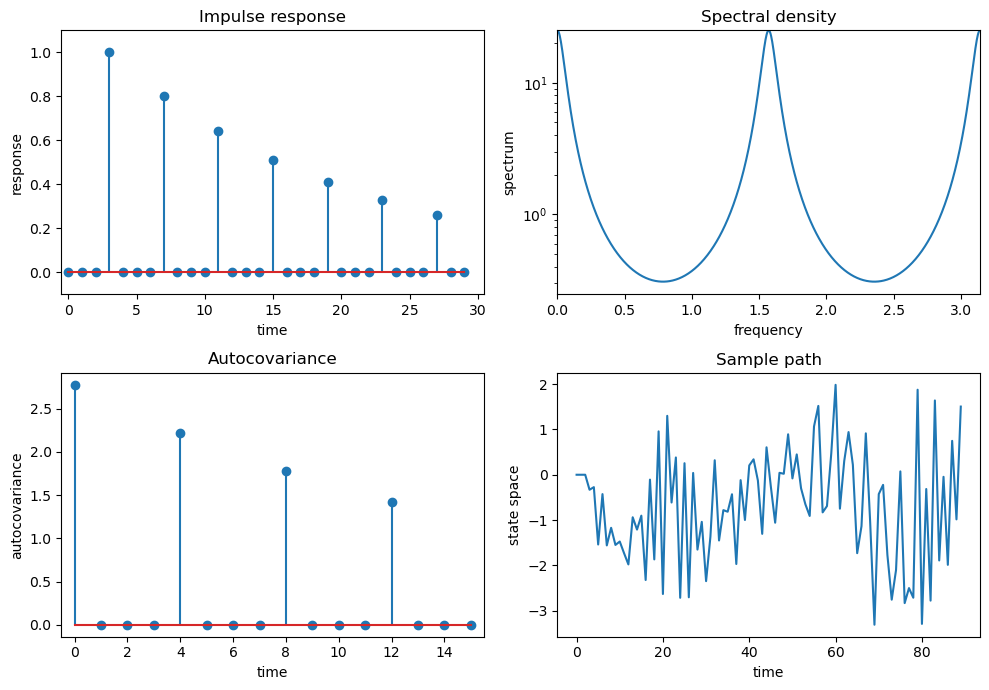 Impulse response
response
1.0
0.8
0.6
0.4
0.2
0.0
0 5 10 15 20 25 30
time
Spectral density
spectrum
10¹
10⁰
0.0 0.5 1.0 1.5 2.0 2.5 3.0
frequency
Autocovariance
autocovariance
2.5
2.0
1.5
1.0
0.5
0.0
0 2 4 6 8 10 12 14
time
Sample path
state space
2
1
0
−1
−2
−3
0 20 40 60 80
time